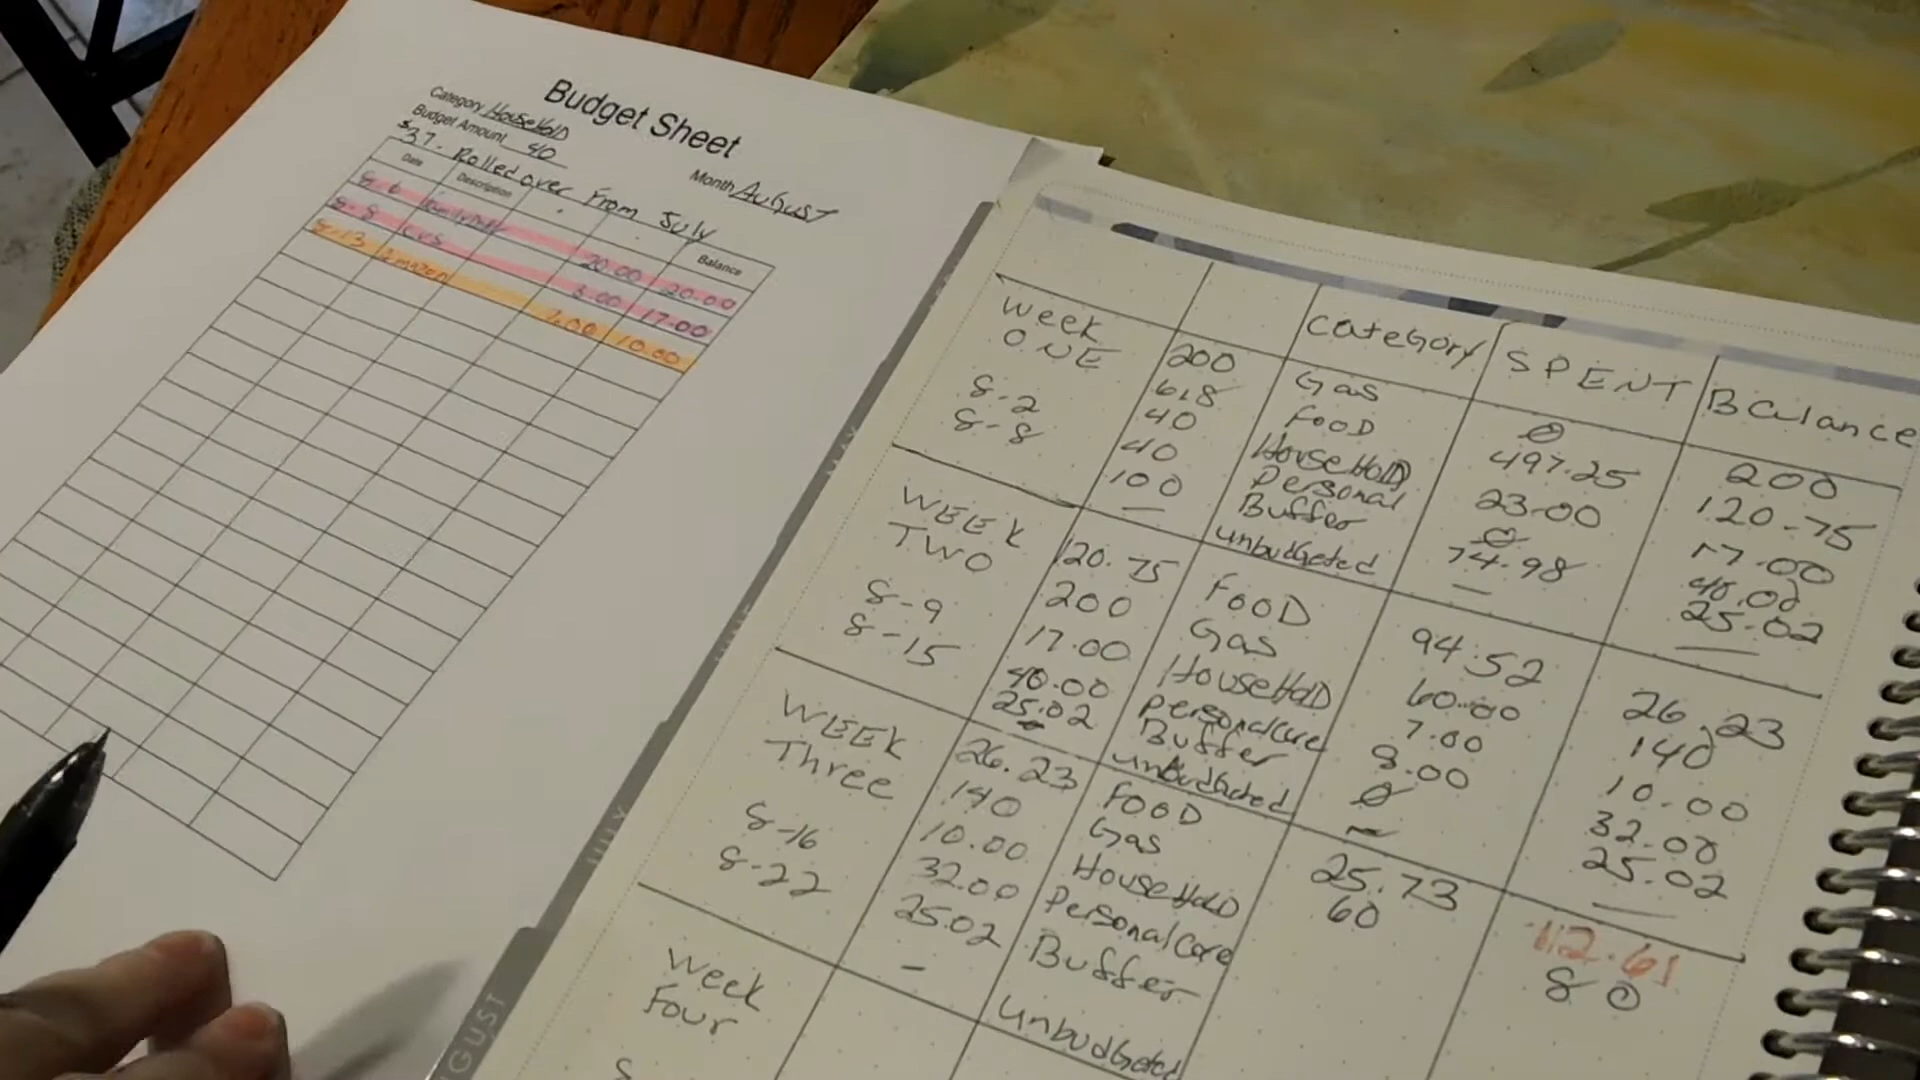 Budget Sheet
Category Household
Budget Amount 40
Month August
$37. Rolled over From July
Date Description Balance
8-6 20.00 20.00
8-8 CVS 3.00 17.00
8-13 Amazon 7.00 10.00
Category SPENT Balance
Week ONE 8-2 8-8
200 Gas 0 200
618 FOOD 497.25 120.75
40 HouseHold 23.00 17.00
40 Personal 0 40.00
100 Buffer 74.98 25.02
— unbudgeted — —
WEEK TWO 8-9 8-15
120.75 FOOD 94.52 26.23
200 Gas 60.00 140
17.00 HouseHold 7.00 10.00
40.00 Personal Care 8.00 32.00
25.02 Buffer 0 25.02
unbudgeted — —
WEEK Three 8-16 8-22
26.23 FOOD 25.73 112.61
140 Gas 60 80
10.00 HouseHold
32.00 Personal Care
25.02 Buffer
— unbudgeted
Week Four
8
MAY
JULY
AUGUST